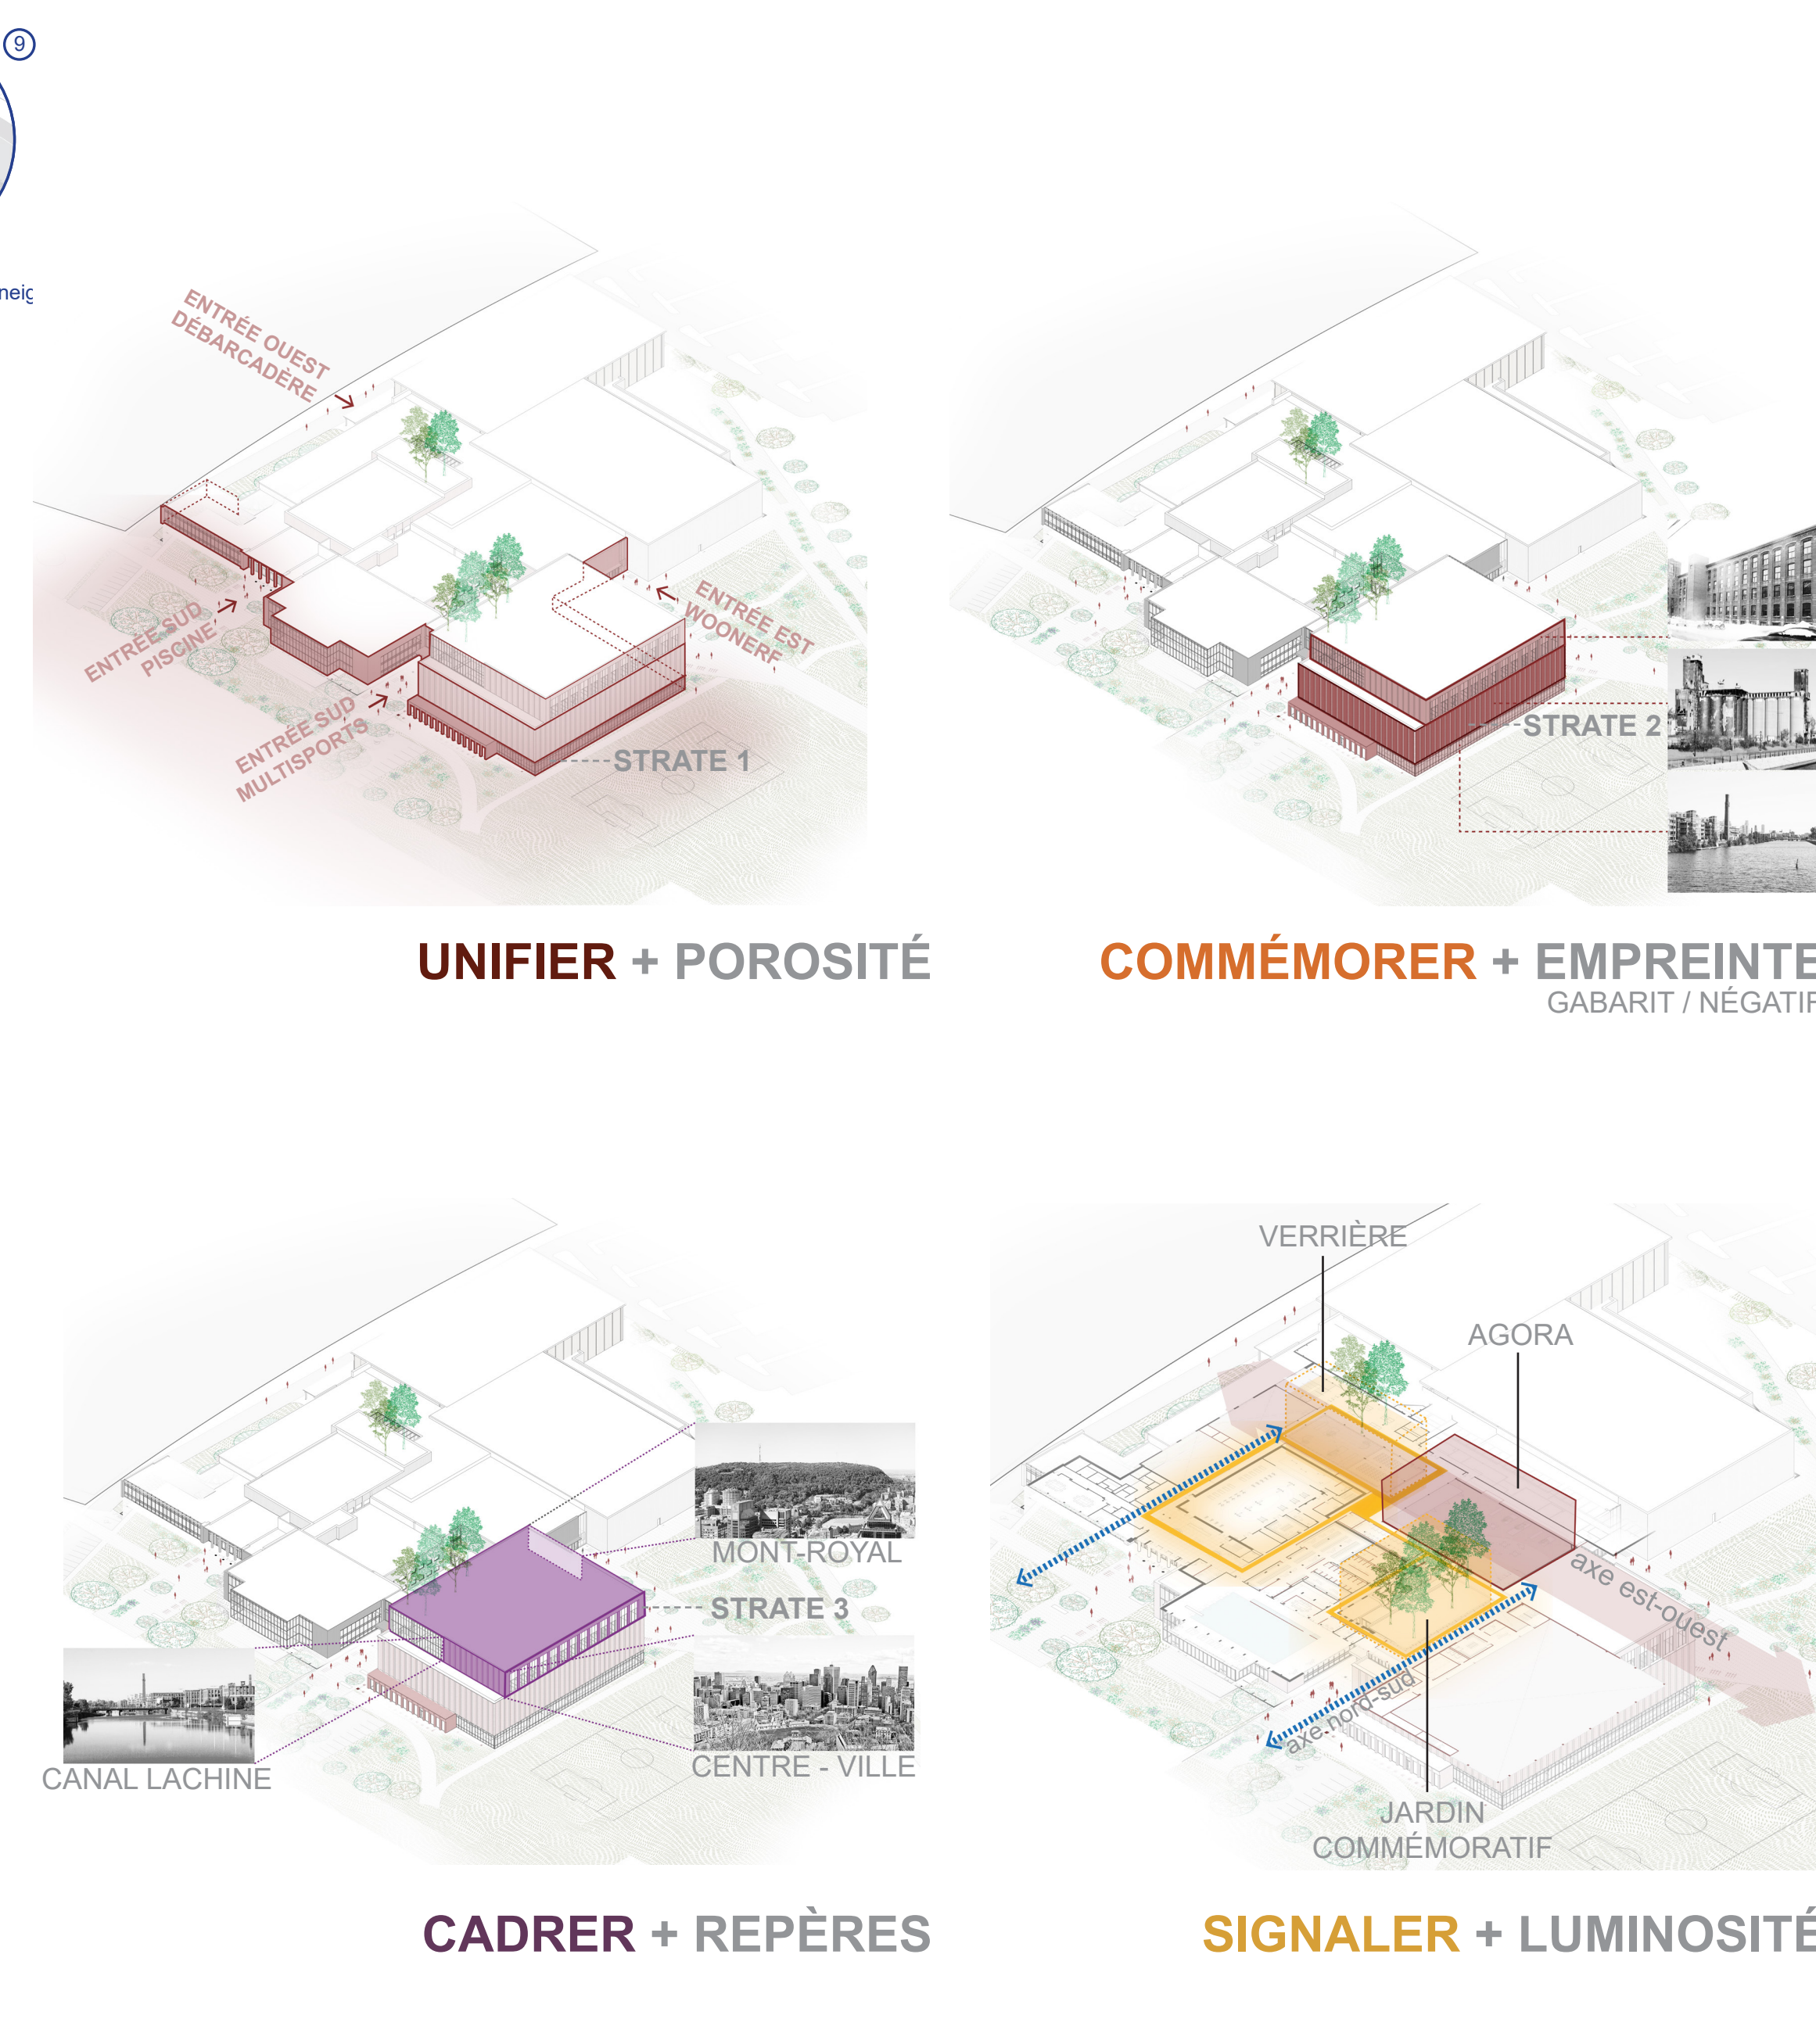 9
neig
ENTRÉE OUEST
DÉBARCADÈRE
ENTRÉE SUD
PISCINE
ENTRÉE SUD
MULTISPORTS
ENTRÉE EST
WOONERF
STRATE 1
UNIFIER + POROSITÉ
STRATE 2
COMMÉMORER + EMPREINTE
GABARIT / NÉGATIF
MONT-ROYAL
STRATE 3
CANAL LACHINE
CENTRE - VILLE
CADRER + REPÈRES
VERRIÈRE
AGORA
axe est-ouest
axe nord-sud
JARDIN
COMMÉMORATIF
SIGNALER + LUMINOSITÉ